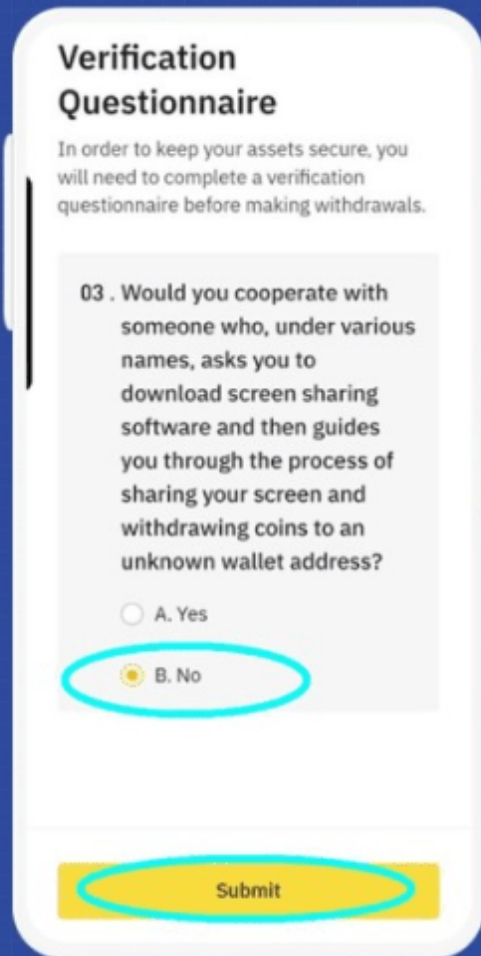 Verification
Questionnaire
In order to keep your assets secure, you
will need to complete a verification
questionnaire before making withdrawals.
03 . Would you cooperate with
someone who, under various
names, asks you to
download screen sharing
software and then guides
you through the process of
sharing your screen and
withdrawing coins to an
unknown wallet address?
A. Yes
B. No
Submit